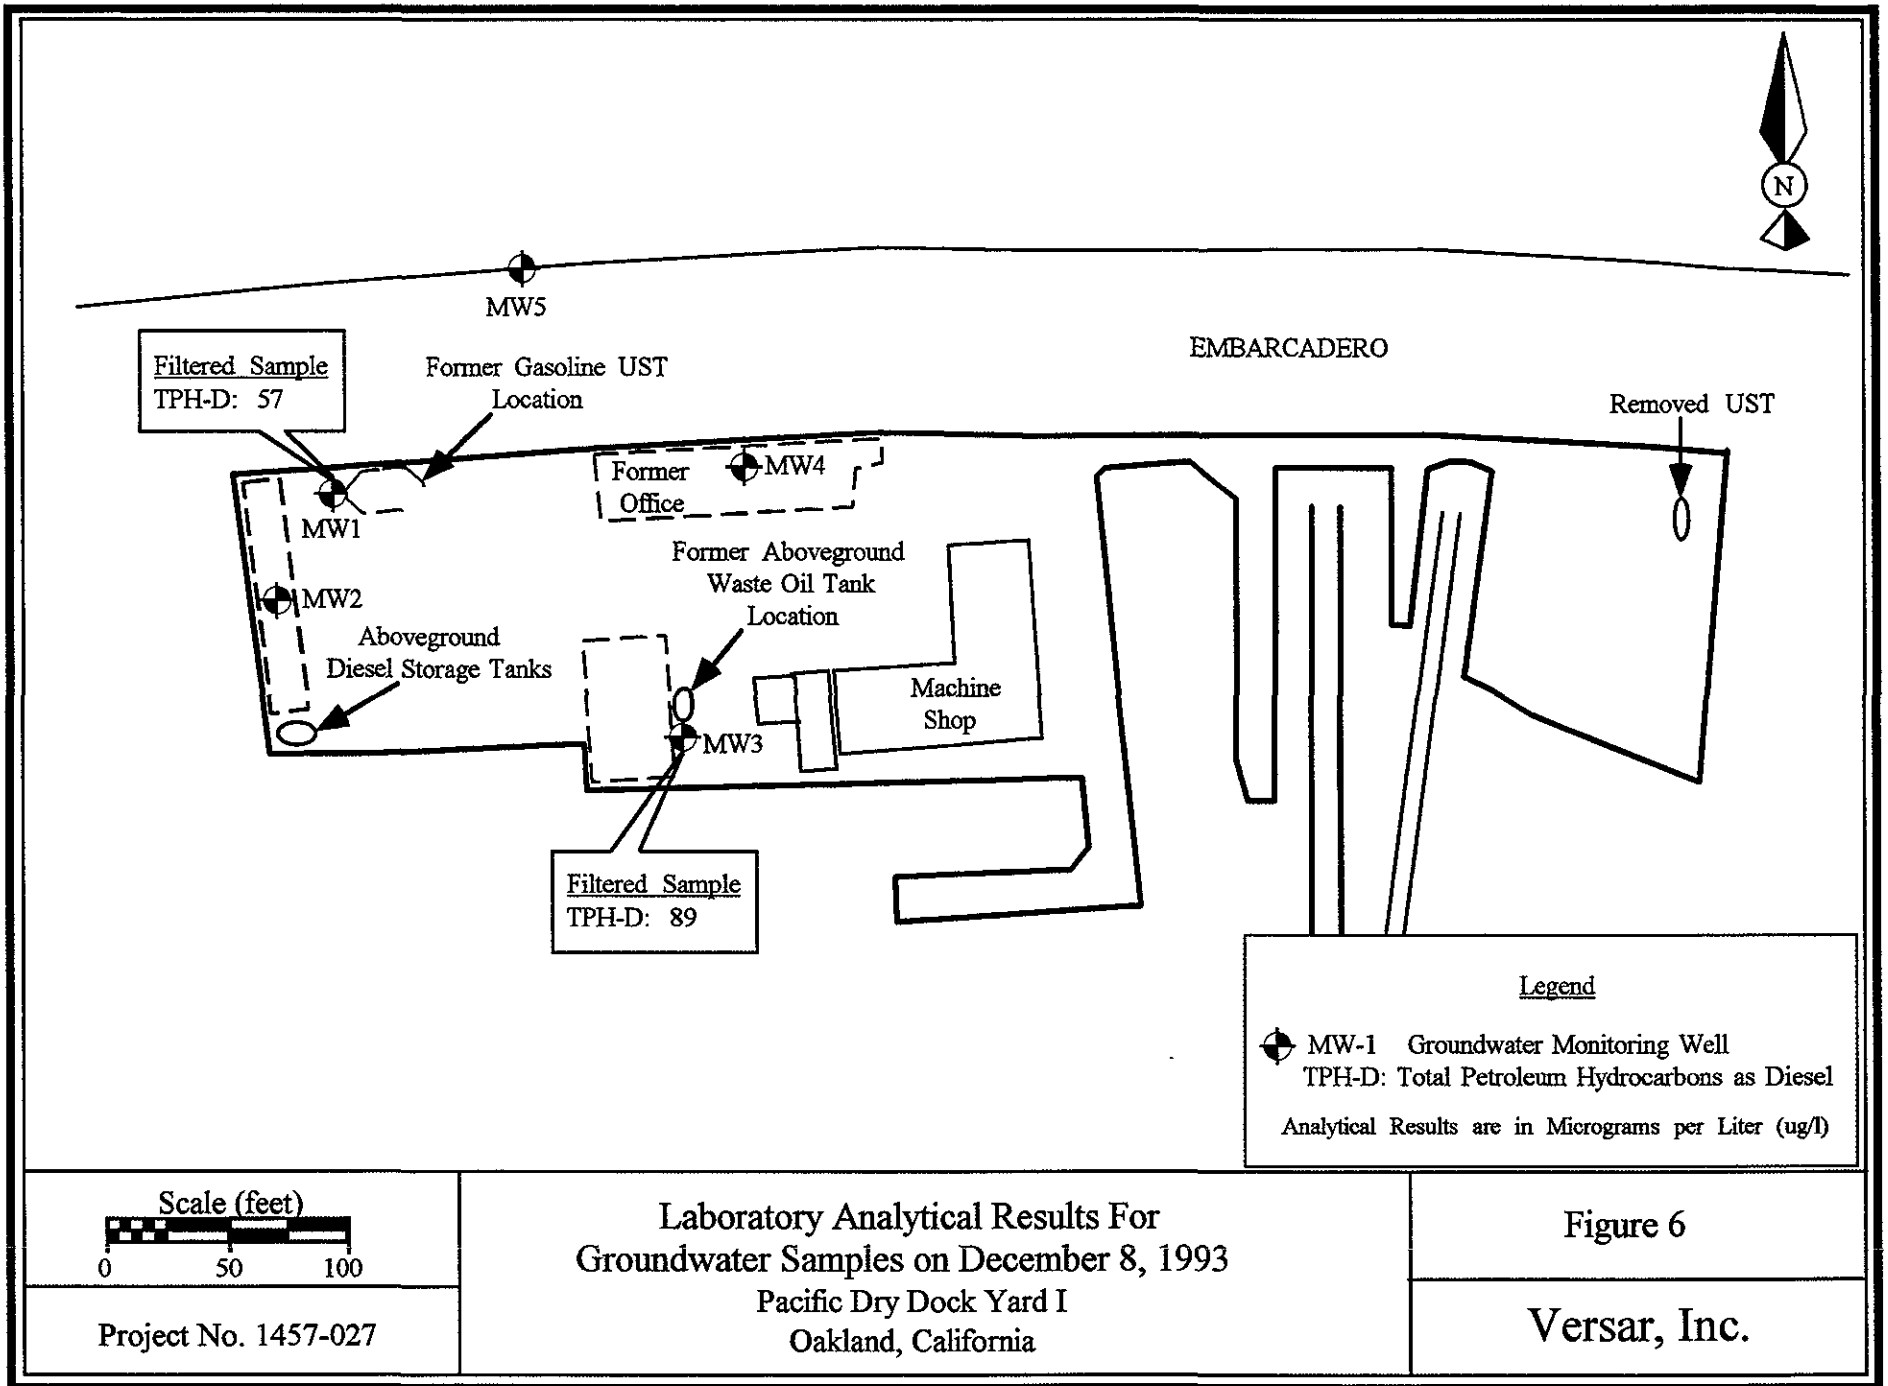 N
MW5
EMBARCADERO
Filtered Sample
TPH-D: 57
Former Gasoline UST
Location
Removed UST
Former
Office
MW4
MW1
MW2
Former Aboveground
Waste Oil Tank
Location
Aboveground
Diesel Storage Tanks
Machine
Shop
MW3
Filtered Sample
TPH-D: 89
Legend
MW-1 Groundwater Monitoring Well
TPH-D: Total Petroleum Hydrocarbons as Diesel
Analytical Results are in Micrograms per Liter (ug/l)
Scale (feet)
0 50 100
Project No. 1457-027
Laboratory Analytical Results For
Groundwater Samples on December 8, 1993
Pacific Dry Dock Yard I
Oakland, California
Figure 6
Versar, Inc.